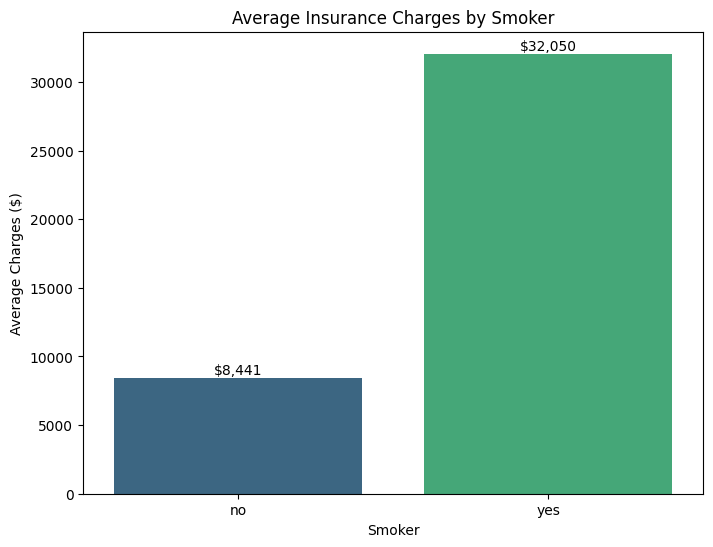 Average Insurance Charges by Smoker
$32,050
30000
25000
20000
15000
10000
5000
0
$8,441
Average Charges ($)
no
yes
Smoker